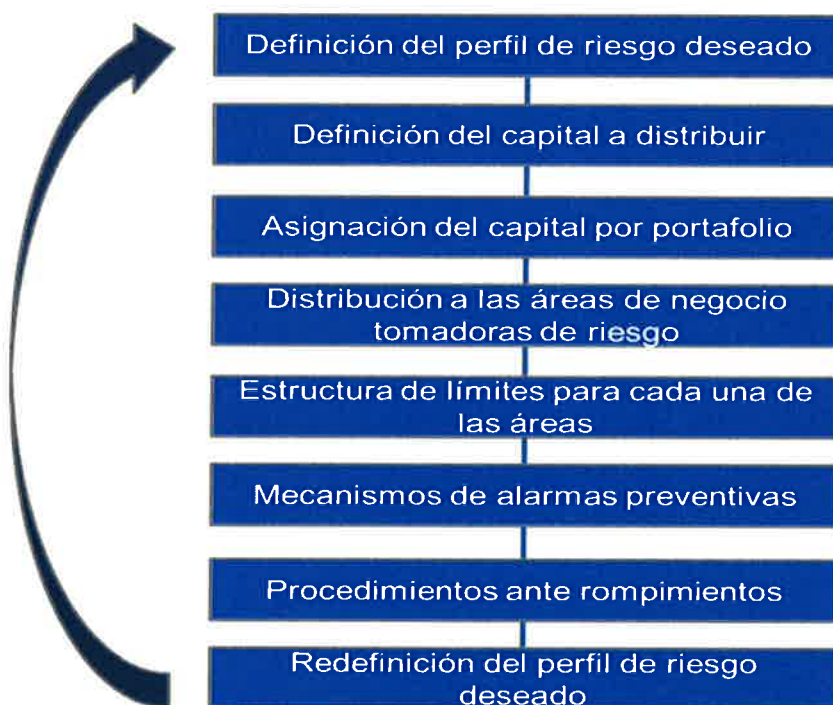 Definición del perfil de riesgo deseado
Definición del capital a distribuir
Asignación del capital por portafolio
Distribución a las áreas de negocio
tomadoras de riesgo
Estructura de límites para cada una de
las áreas
Mecanismos de alarmas preventivas
Procedimientos ante rompimientos
Redefinición del perfil de riesgo
deseado